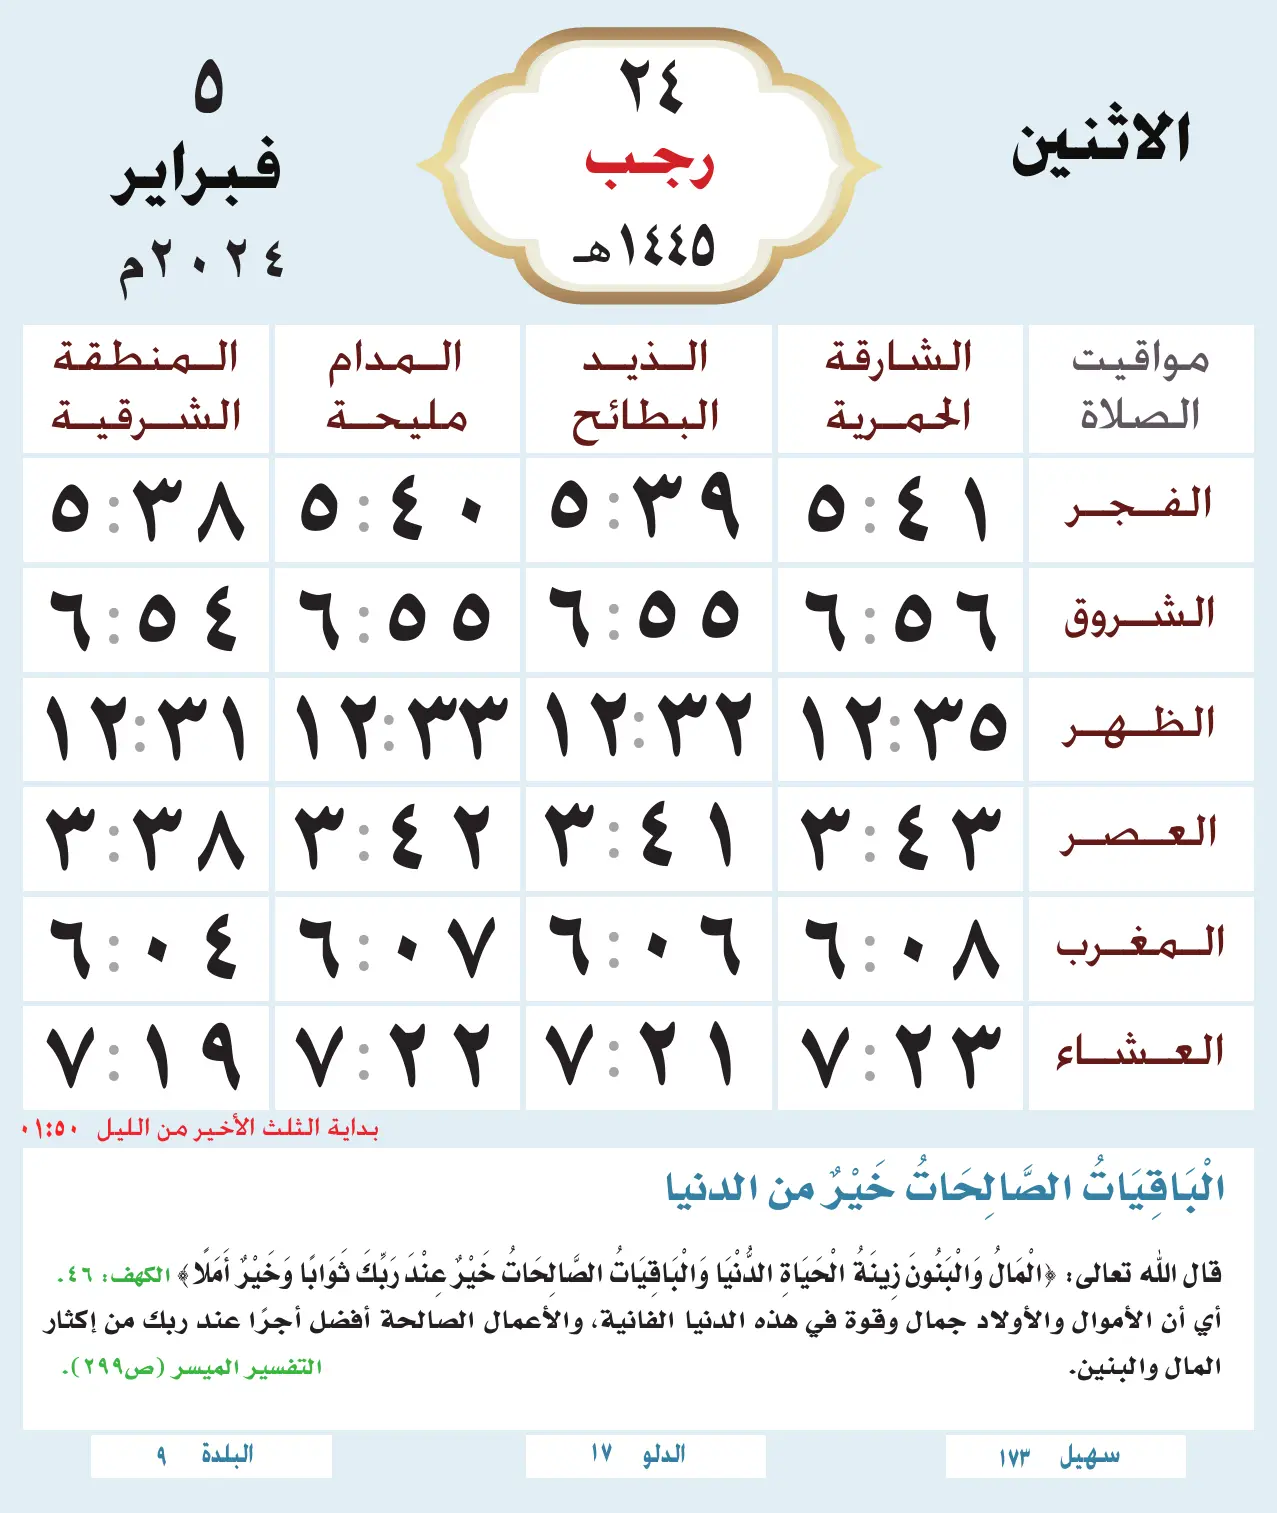 الاثنين
٢٤
رجب
١٤٤٥هـ
٥
فبراير
٢٠٢٤م
مواقيت الصلاة
الشارقة الحمرية
الذيد البطائح
المدام مليحة
المنطقة الشرقية
الفجر ٥:٤١ ٥:٣٩ ٥:٤٠ ٥:٣٨
الشروق ٦:٥٦ ٦:٥٥ ٦:٥٥ ٦:٥٤
الظهر ١٢:٣٥ ١٢:٣٢ ١٢:٣٣ ١٢:٣١
العصر ٣:٤٣ ٣:٤١ ٣:٤٢ ٣:٣٨
المغرب ٦:٠٨ ٦:٠٦ ٦:٠٧ ٦:٠٤
العشاء ٧:٢٣ ٧:٢١ ٧:٢٢ ٧:١٩
بداية الثلث الأخير من الليل ٠١:٥٠
الْبَاقِيَاتُ الصَّالِحَاتُ خَيْرٌ من الدنيا
قال الله تعالى: ﴿الْمَالُ وَالْبَنُونَ زِينَةُ الْحَيَاةِ الدُّنْيَا وَالْبَاقِيَاتُ الصَّالِحَاتُ خَيْرٌ عِنْدَ رَبِّكَ ثَوَابًا وَخَيْرٌ أَمَلًا﴾ الكهف: ٤٦.
أي أن الأموال والأولاد جمال وقوة في هذه الدنيا الفانية، والأعمال الصالحة أفضل أجرًا عند ربك من إكثار
المال والبنين. التفسير الميسر (ص٢٩٩).
سهيل ١٧٣
الدلو ١٧
البلدة ٩